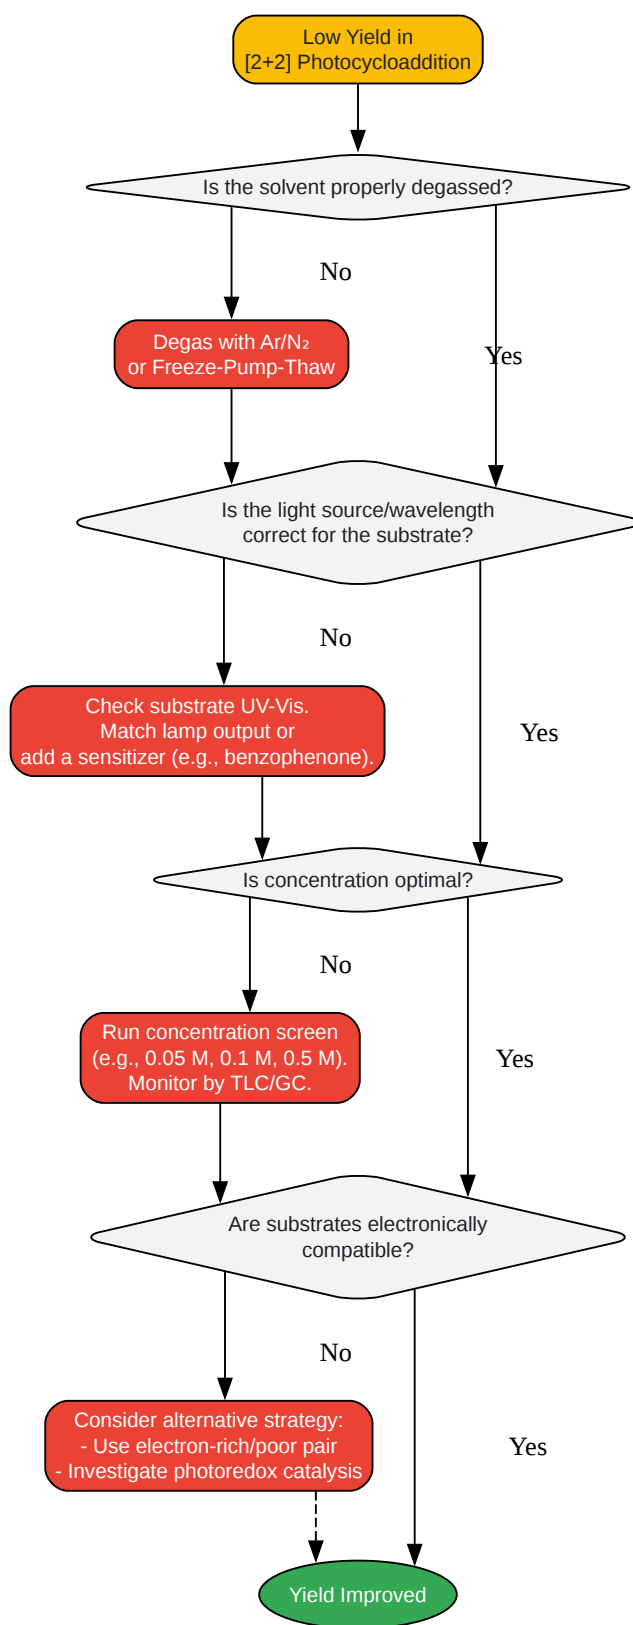 Low Yield in
[2+2] Photocycloaddition
Is the solvent properly degassed?
No
Degas with Ar/N₂
or Freeze-Pump-Thaw
Yes
Is the light source/wavelength
correct for the substrate?
No
Check substrate UV-Vis.
Match lamp output or
add a sensitizer (e.g., benzophenone).
Yes
Is concentration optimal?
No
Run concentration screen
(e.g., 0.05 M, 0.1 M, 0.5 M).
Monitor by TLC/GC.
Yes
Are substrates electronically
compatible?
No
Consider alternative strategy:
- Use electron-rich/poor pair
- Investigate photoredox catalysis
Yes
Yield Improved